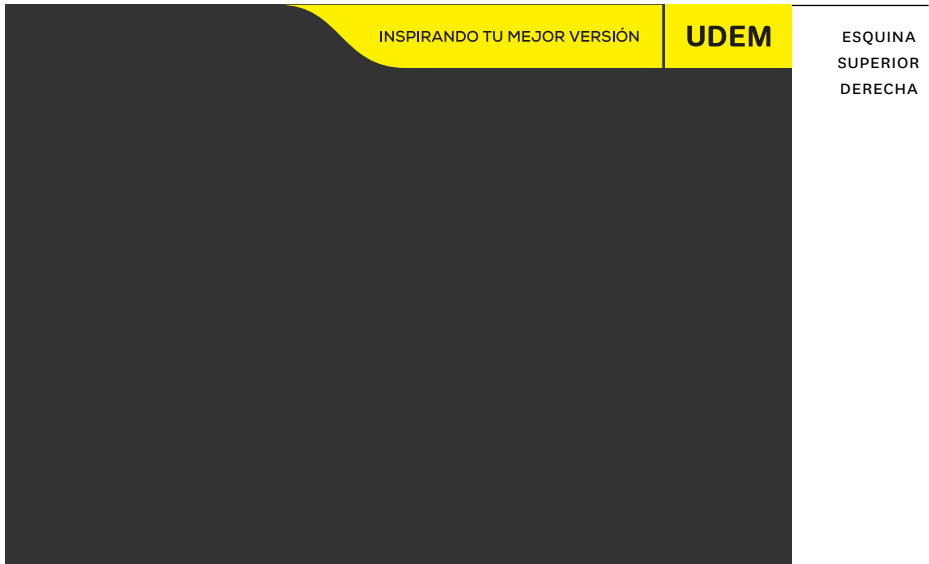 INSPIRANDO TU MEJOR VERSIÓN
UDEM
ESQUINA
SUPERIOR
DERECHA